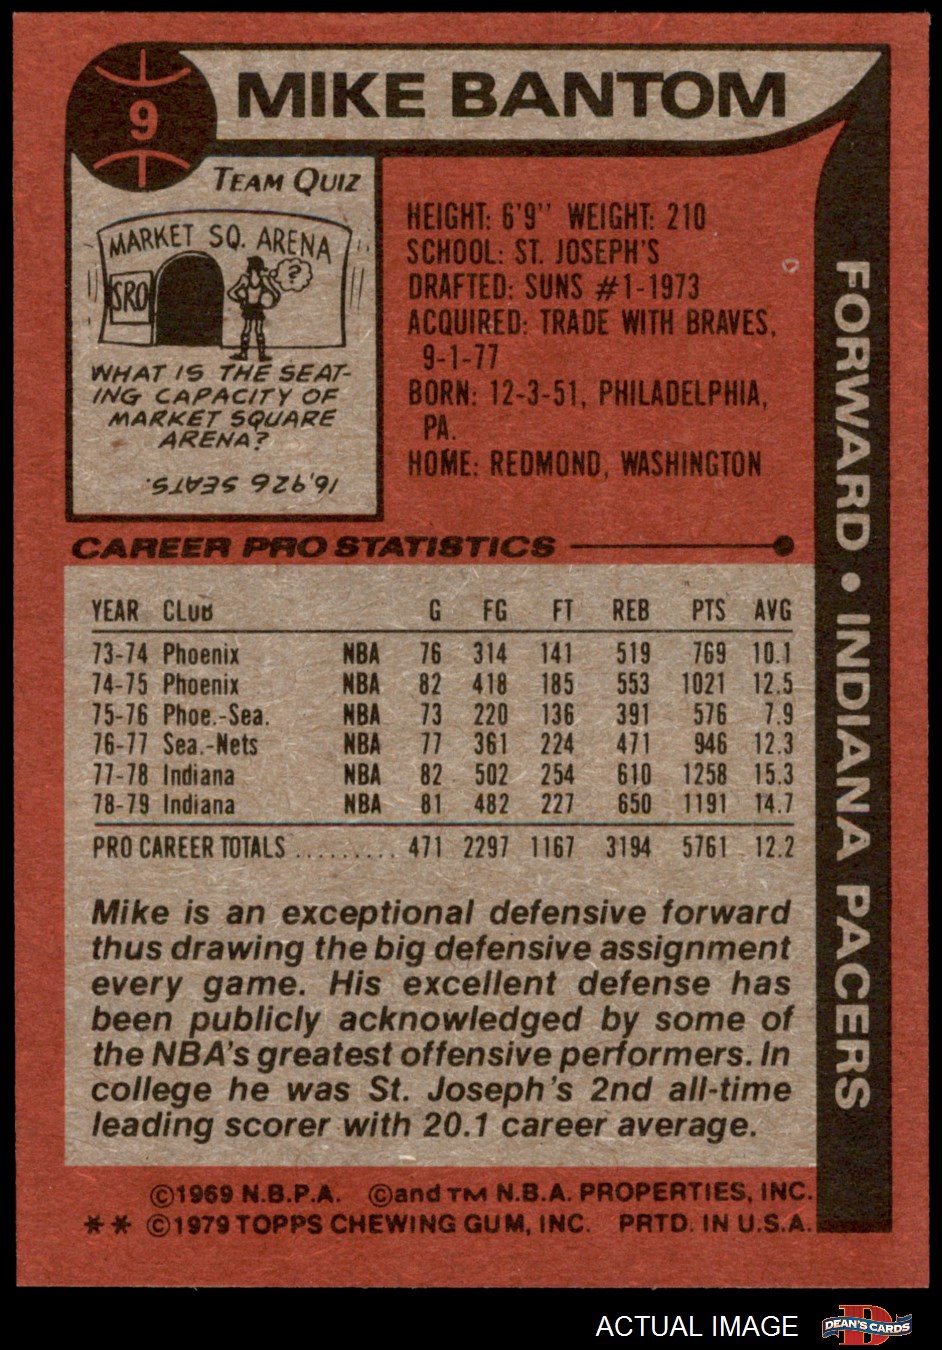 9
MIKE BANTOM
TEAM QUIZ
MARKET SQ. ARENA
SRO
?
WHAT IS THE SEAT-
ING CAPACITY OF
MARKET SQUARE
ARENA?
16,926 SEATS.
HEIGHT: 6'9" WEIGHT: 210
SCHOOL: ST. JOSEPH'S
DRAFTED: SUNS #1-1973
ACQUIRED: TRADE WITH BRAVES,
9-1-77
BORN: 12-3-51, PHILADELPHIA,
PA.
HOME: REDMOND, WASHINGTON
FORWARD • INDIANA PACERS
CAREER PRO STATISTICS
YEAR CLUB G FG FT REB PTS AVG
73-74 Phoenix NBA 76 314 141 519 769 10.1
74-75 Phoenix NBA 82 418 185 553 1021 12.5
75-76 Phoe.-Sea. NBA 73 220 136 391 576 7.9
76-77 Sea.-Nets NBA 77 361 224 471 946 12.3
77-78 Indiana NBA 82 502 254 610 1258 15.3
78-79 Indiana NBA 81 482 227 650 1191 14.7
PRO CAREER TOTALS ......... 471 2297 1167 3194 5761 12.2
Mike is an exceptional defensive forward
thus drawing the big defensive assignment
every game. His excellent defense has
been publicly acknowledged by some of
the NBA's greatest offensive performers. In
college he was St. Joseph's 2nd all-time
leading scorer with 20.1 career average.
©1969 N.B.P.A. ©and TM N.B.A. PROPERTIES, INC.
** ©1979 TOPPS CHEWING GUM, INC. PRTD. IN U.S.A.
ACTUAL IMAGE
D
DEAN'S CARDS